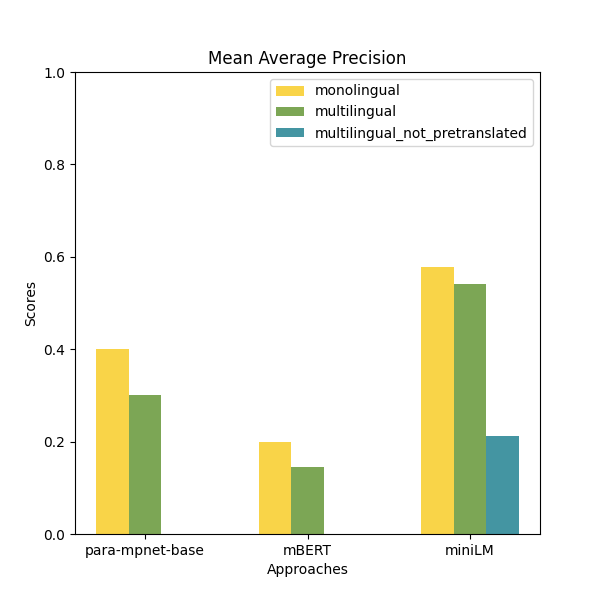 Mean Average Precision
monolingual
multilingual
multilingual_not_pretranslated
1.0
0.8
0.6
0.4
0.2
0.0
Scores
para-mpnet-base
mBERT
miniLM
Approaches